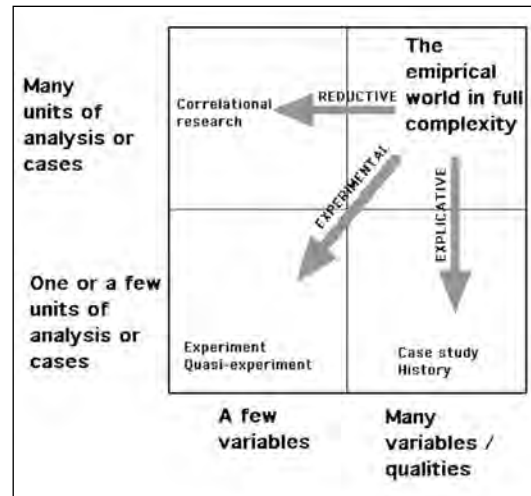 Many
units of
analysis or
cases
Correlational
research
REDUCTIVE
The
emiprical
world in full
complexity
EXPERIMENTAL
EXPLICATIVE
One or a few
units of
analysis or
cases
Experiment
Quasi-experiment
Case study
History
A few
variables
Many
variables /
qualities